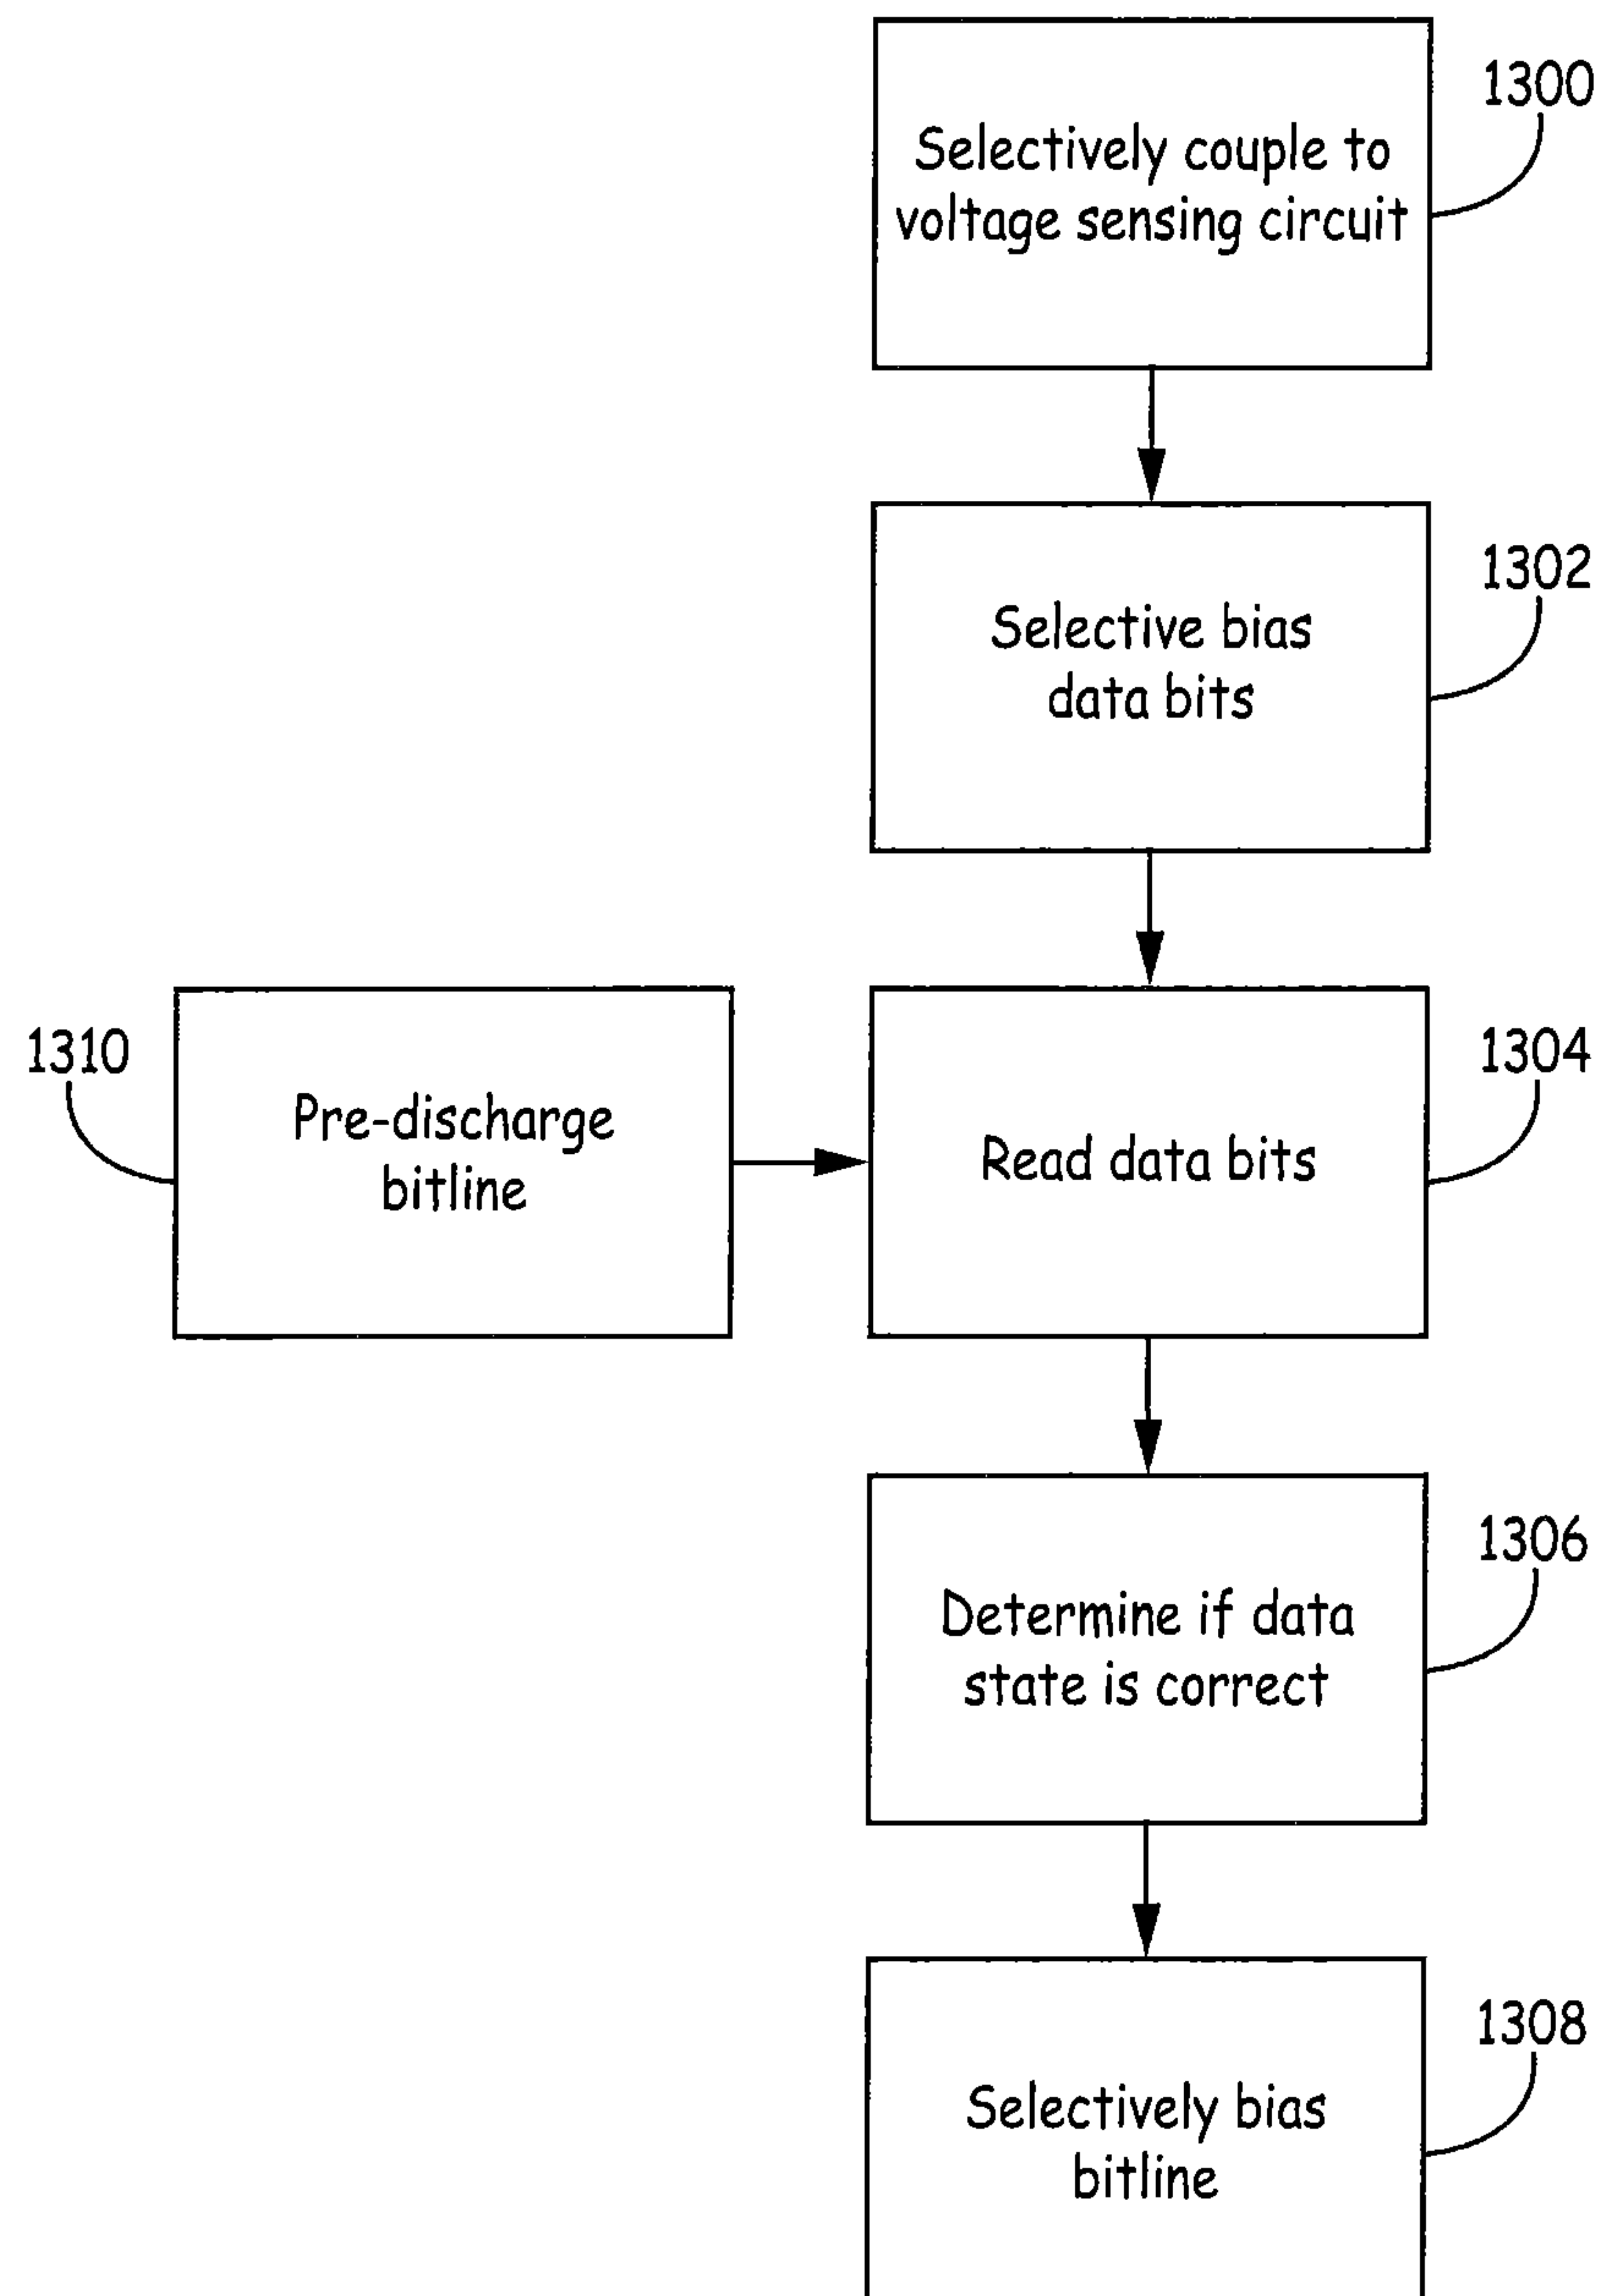 1300
Selectively couple to
voltage sensing circuit
1302
Selective bias
data bits
1310
Pre-discharge
bitline
1304
Read data bits
1306
Determine if data
state is correct
1308
Selectively bias
bitline